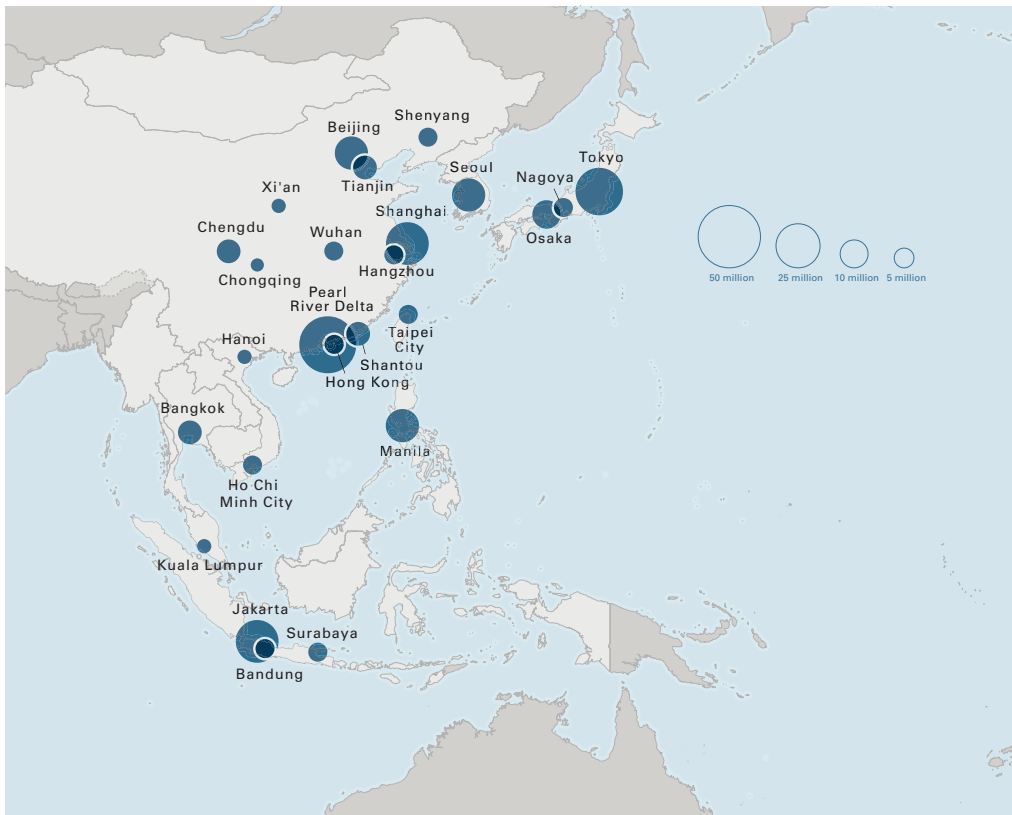 Shenyang
Beijing
Tokyo
Seoul
Nagoya
Tianjin
Xi'an
Shanghai
Chengdu
Wuhan
Osaka
Hangzhou
Chongqing
50 million
25 million
10 million
5 million
Pearl
River Delta
Hanoi
Taipei
City
Shantou
Hong Kong
Bangkok
Manila
Ho Chi
Minh City
Kuala Lumpur
Jakarta
Surabaya
Bandung